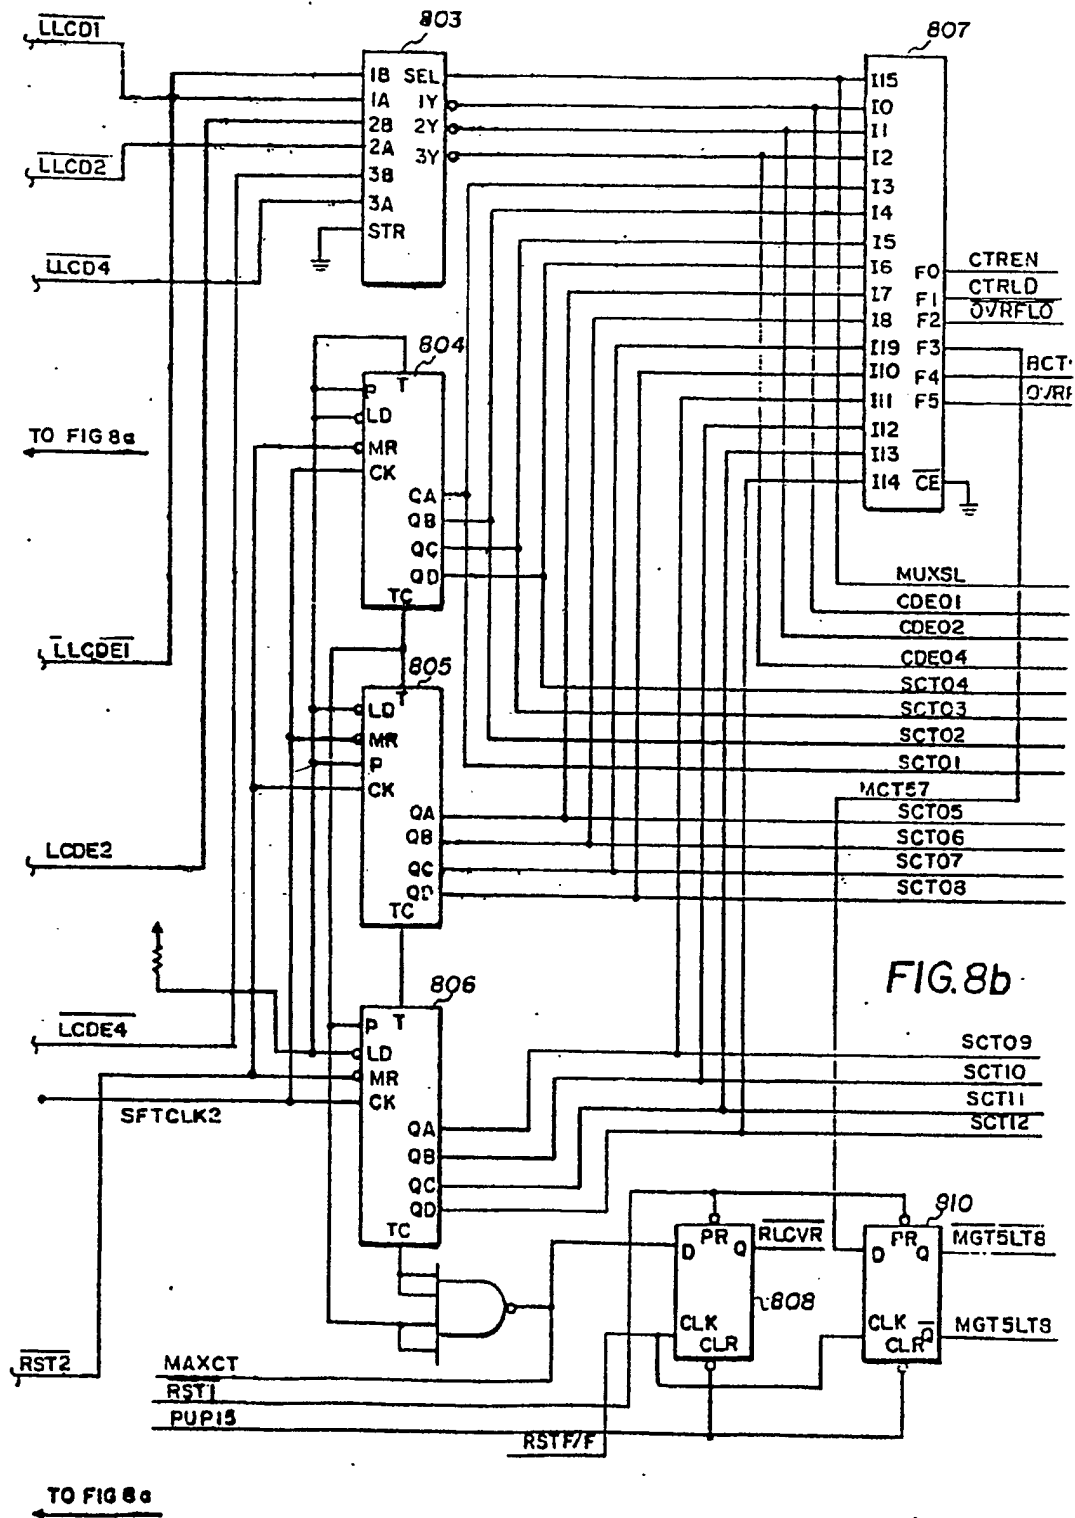 LLCD1
803
807
1B SEL
I15
1A 1Y
I0
2B 2Y
I1
2A
LLCD2
3Y
I2
3B
I3
3A
I4
STR
I5
LLCD4
I6 F0 CTREN
I7 F1 CTRLD
I8 F2 OVRFLO
I19 F3
804
T
I10 F4 BCT
P
I11 F5 OVRF
LD
I12
TO FIG 8a
MR
I13
CK
I14 CE
QA
QB
QC
QD
MUXSL
TC
CDE01
CDE02
LLCDE1
CDE04
805
T
SCT04
LD
SCT03
MR
SCT02
P
SCT01
CK
MCT57
QA
SCT05
QB
SCT06
LCDE2
QC
SCT07
QD
SCT08
TC
FIG. 8b
806
P T
LCDE4
SCT09
LD
SCT10
MR
SCT11
CK
SFTCLK2
SCT12
QA
QB
QC
QD
TC
810
PR
D Q
RLCVR
PR
D Q
MGT5LT8
808
CLK
CLR
CLK
CLR Q
MGT5LT8
RST2
MAXCT
RST1
PUP15
RSTF/F
TO FIG 8a